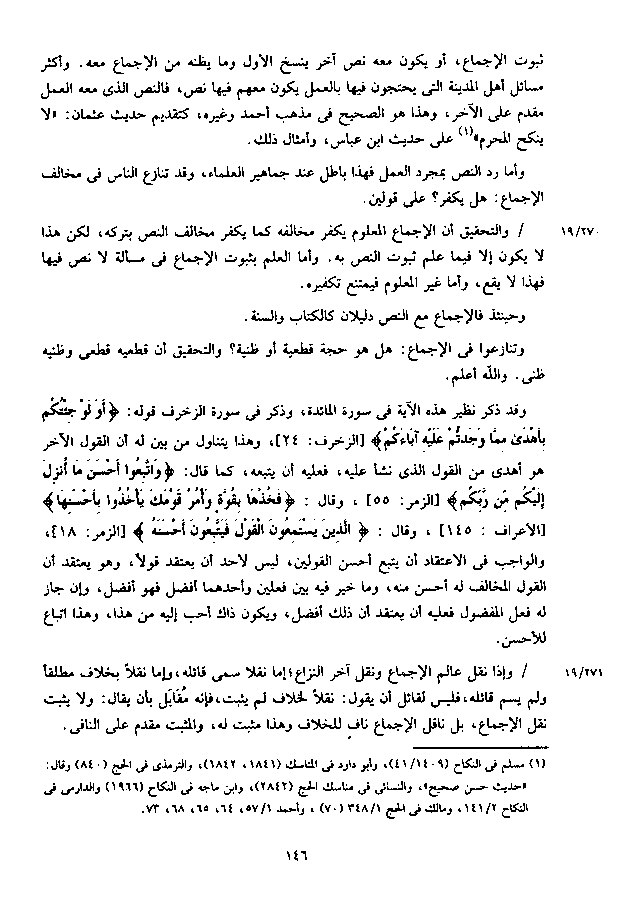 ثبوت الإجماع، أو يكون معه نص آخر ينسخ الأول وما يظنه من الإجماع معه. وأكثر
مسائل أهل المدينة التى يحتجون فيها بالعمل يكون معهم فيها نص، فالنص الذى معه العمل
مقدم على الآخر، وهذا هو الصحيح فى مذهب أحمد وغيره، كتقديم حديث عثمان: «لا
ينكح المحرم»(١) على حديث ابن عباس، وأمثال ذلك.
وأما رد النص بمجرد العمل فهذا باطل عند جماهير العلماء، وقد تنازع الناس فى مخالف
الإجماع: هل يكفر؟ على قولين.
١٩/٢٧٠ / والتحقيق أن الإجماع المعلوم يكفر مخالفه كما يكفر مخالف النص بتركه، لكن هذا
لا يكون إلا فيما علم ثبوت النص به. وأما العلم بثبوت الإجماع فى مسألة لا نص فيها
فهذا لا يقع، وأما غير المعلوم فيمتنع تكفيره.
وحينئذ فالإجماع مع النص دليلان كالكتاب والسنة.
وتنازعوا فى الإجماع: هل هو حجة قطعية أو ظنية؟ والتحقيق أن قطعيه قطعى وظنيه
ظنى. والله أعلم.
وقد ذكر نظير هذه الآية فى سورة المائدة، وذكر فى سورة الزخرف قوله: ﴿أَوَ لَوْ جِئْتُكُم
بِأَهْدَىٰ مِمَّا وَجَدتُّمْ عَلَيْهِ آبَاءَكُمْ﴾ [الزخرف: ٢٤]، وهذا يتناول من بين له أن القول الآخر
هو أهدى من القول الذى نشأ عليه، فعليه أن يتبعه، كما قال: ﴿وَاتَّبِعُوا أَحْسَنَ مَا أُنزِلَ
إِلَيْكُم مِّن رَّبِّكُم﴾ [الزمر: ٥٥] ، وقال : ﴿فَخُذْهَا بِقُوَّةٍ وَأْمُرْ قَوْمَكَ يَأْخُذُوا بِأَحْسَنِهَا﴾
[الأعراف : ١٤٥] ، وقال : ﴿ الَّذِينَ يَسْتَمِعُونَ الْقَوْلَ فَيَتَّبِعُونَ أَحْسَنَهُ ﴾ [الزمر: ١٨]،
والواجب فى الاعتقاد أن يتبع أحسن القولين، ليس لأحد أن يعتقد قولاً، وهو يعتقد أن
القول المخالف له أحسن منه، وما خير فيه بين فعلين وأحدهما أفضل فهو أفضل، وإن جاز
له فعل المفضول فعليه أن يعتقد أن ذلك أفضل، ويكون ذاك أحب إليه من هذا، وهذا اتباع
للأحسن.
١٩/٢٧١ / وإذا نقل عالم الإجماع ونقل آخر النزاع؛ إما نقلا سمى قائله، وإما نقلاً بخلاف مطلقاً
ولم يسم قائله، فليس لقائل أن يقول: نقلاً لخلاف لم يثبت، فإنه مُقَابَل بأن يقال: ولا يثبت
نقل الإجماع، بل ناقل الإجماع ناف للخلاف وهذا مثبت له، والمثبت مقدم على النافى.
(١) مسلم فى النكاح (٤١/١٤٠٩)، وأبو داود فى المناسك (١٨٤١، ١٨٤٢)، والترمذى فى الحج (٨٤٠) وقال:
«حديث حسن صحيح»، والنسائى فى مناسك الحج (٢٨٤٢)، وابن ماجه فى النكاح (١٩٦٦) والدارمى فى
النكاح ١٤١/٢، ومالك فى الحج ٣٤٨/١ (٧٠) ، وأحمد ٥٧/١، ٦٤، ٦٥، ٦٨، ٧٣.
١٤٦